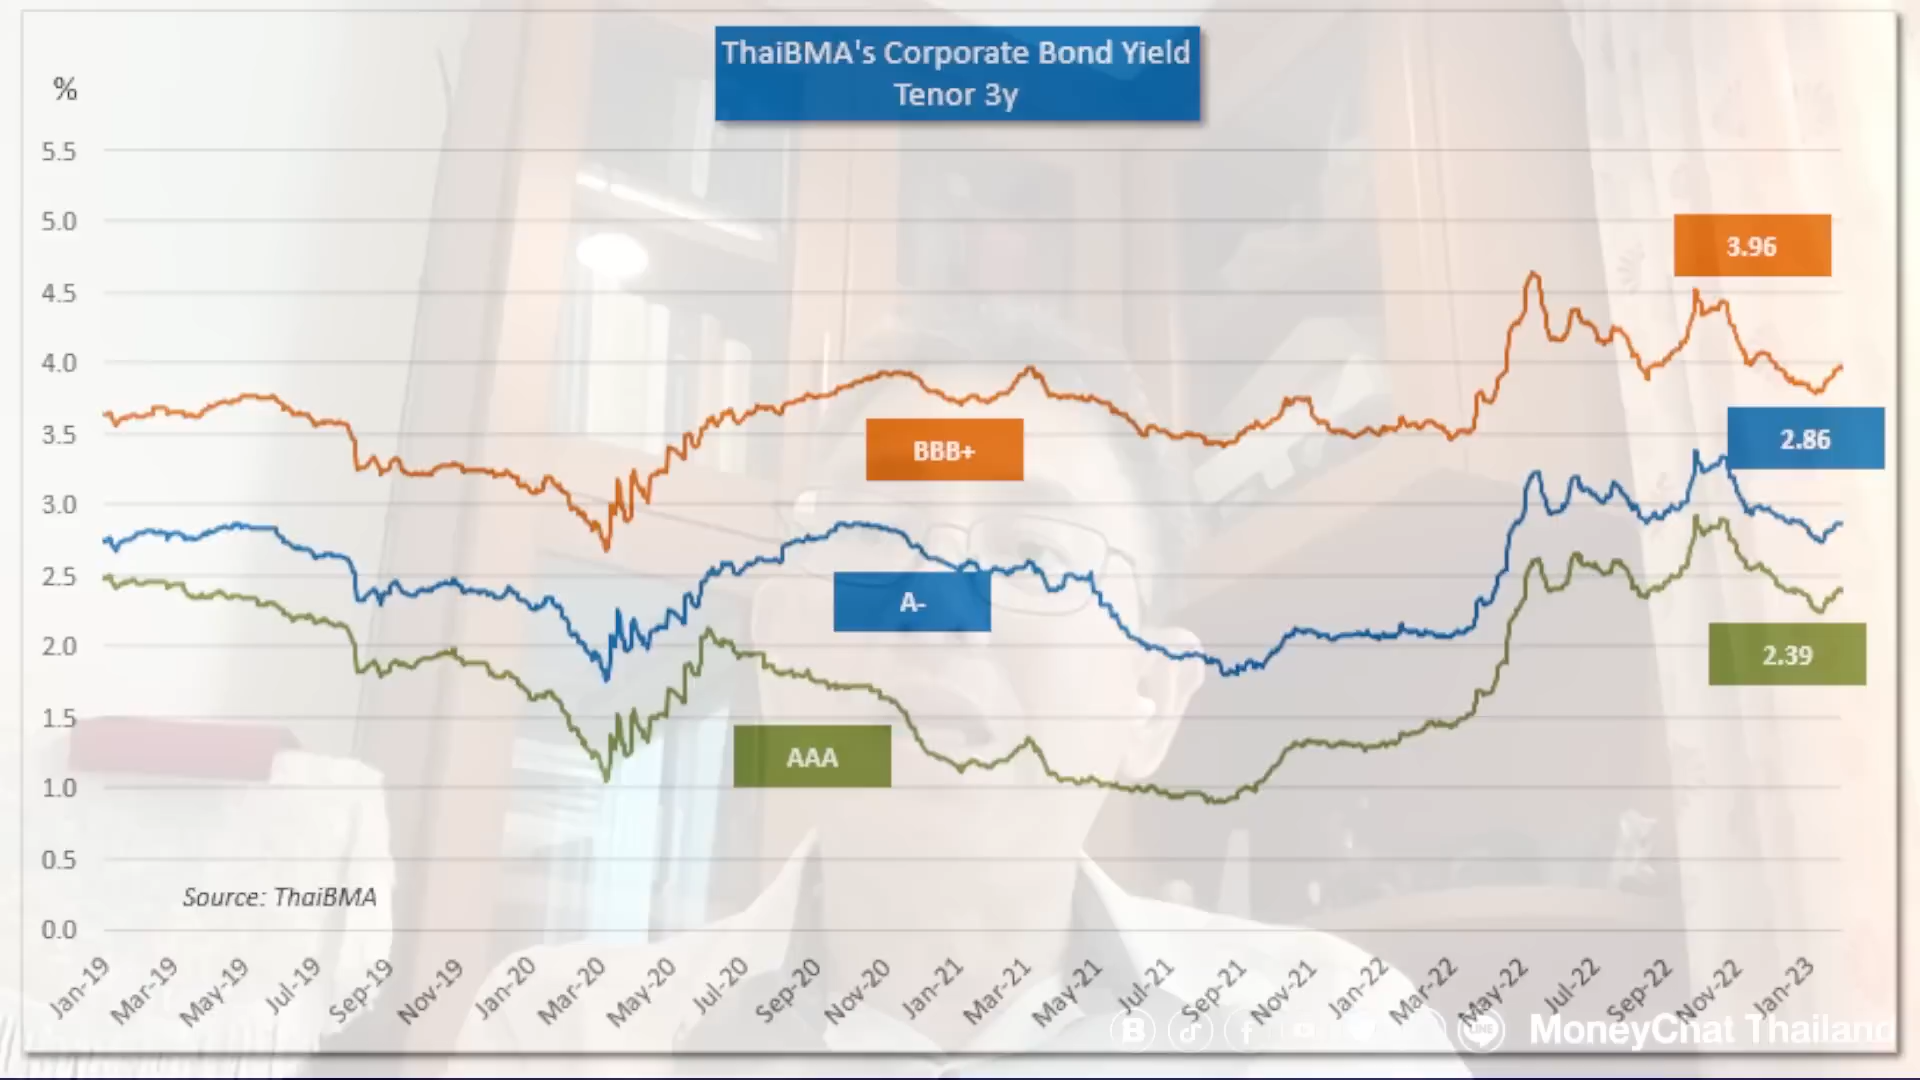 ThaiBMA's Corporate Bond Yield
Tenor 3y
%
5.5
5.0
4.5
4.0
3.5
3.0
2.5
2.0
1.5
1.0
0.5
0.0
3.96
2.86
BBB+
A-
2.39
AAA
Source: ThaiBMA
Jan-19
Mar-19
May-19
Jul-19
Sep-19
Nov-19
Jan-20
Mar-20
May-20
Jul-20
Sep-20
Nov-20
Jan-21
Mar-21
May-21
Jul-21
Sep-21
Nov-21
Jan-22
Mar-22
May-22
Jul-22
Sep-22
Nov-22
Jan-23
LINE
MoneyChat Thailand